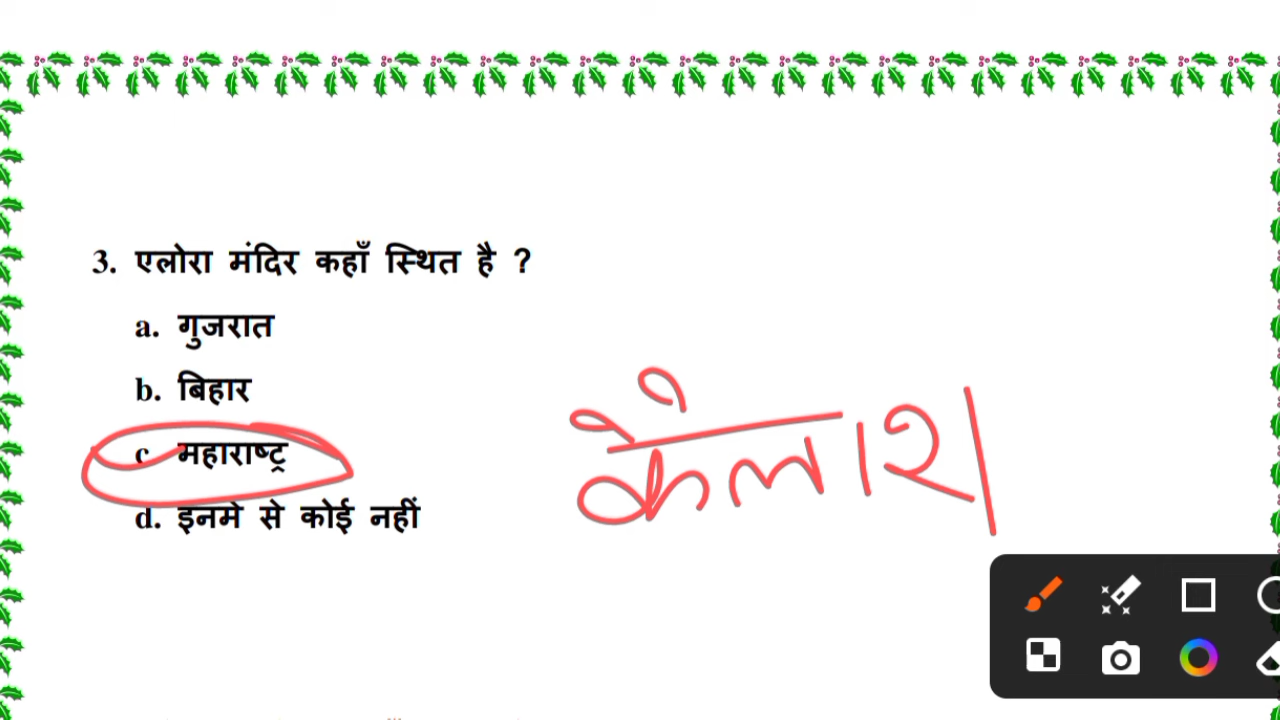 3. एलोरा मंदिर कहाँ स्थित है ?
a. गुजरात
b. बिहार
c. महाराष्ट्र
d. इनमे से कोई नहीं
कैलाश